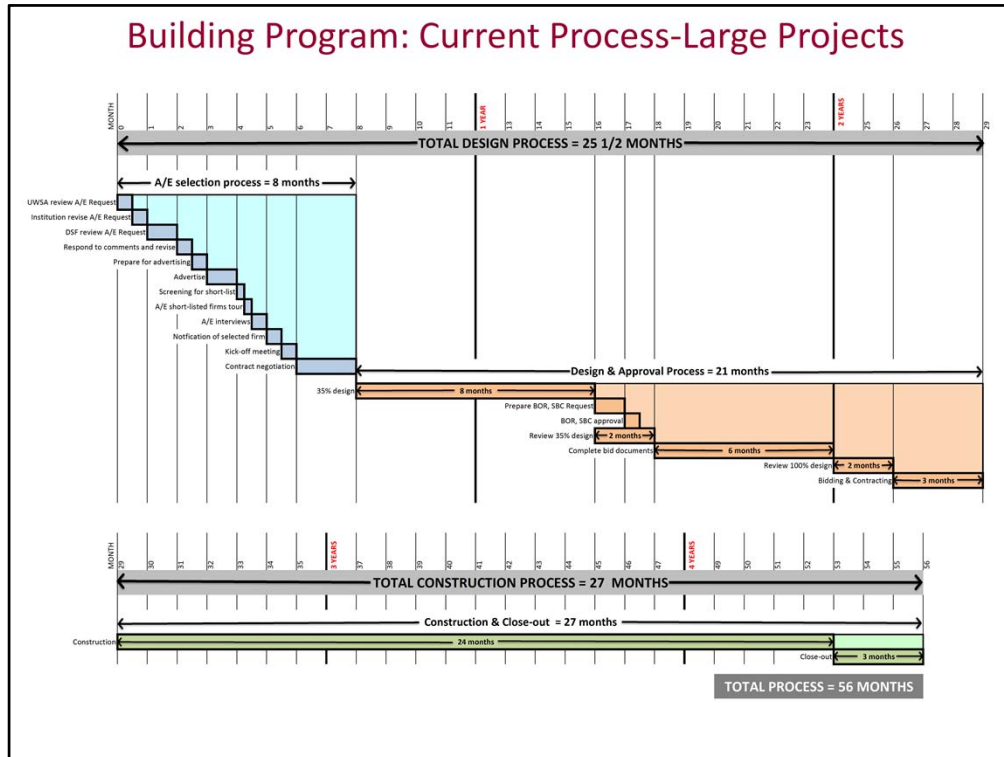 Building Program: Current Process-Large Projects
MONTH 0 1 2 3 4 5 6 7 8 9 10 11 1 YEAR 13 14 15 16 17 18 19 20 21 22 23 2 YEARS 25 26 27 28 29
TOTAL DESIGN PROCESS = 25 1/2 MONTHS
A/E selection process = 8 months
UWSA review A/E Request
Institution revise A/E Request
DSF review A/E Request
Respond to comments and revise
Prepare for advertising
Advertise
Screening for short-list
A/E short-listed firms tour
A/E interviews
Notfication of selected firm
Kick-off meeting
Contract negotiation
Design & Approval Process = 21 months
35% design 8 months
Prepare BOR, SBC Request
BOR, SBC approval
Review 35% design 2 months
Complete bid documents 6 months
Review 100% design 2 months
Bidding & Contracting 3 months
MONTH 29 30 31 32 33 34 35 3 YEARS 37 38 39 40 41 42 43 44 45 46 47 4 YEARS 49 50 51 52 53 54 55 56
TOTAL CONSTRUCTION PROCESS = 27 MONTHS
Construction & Close-out = 27 months
Construction 24 months
Close-out 3 months
TOTAL PROCESS = 56 MONTHS